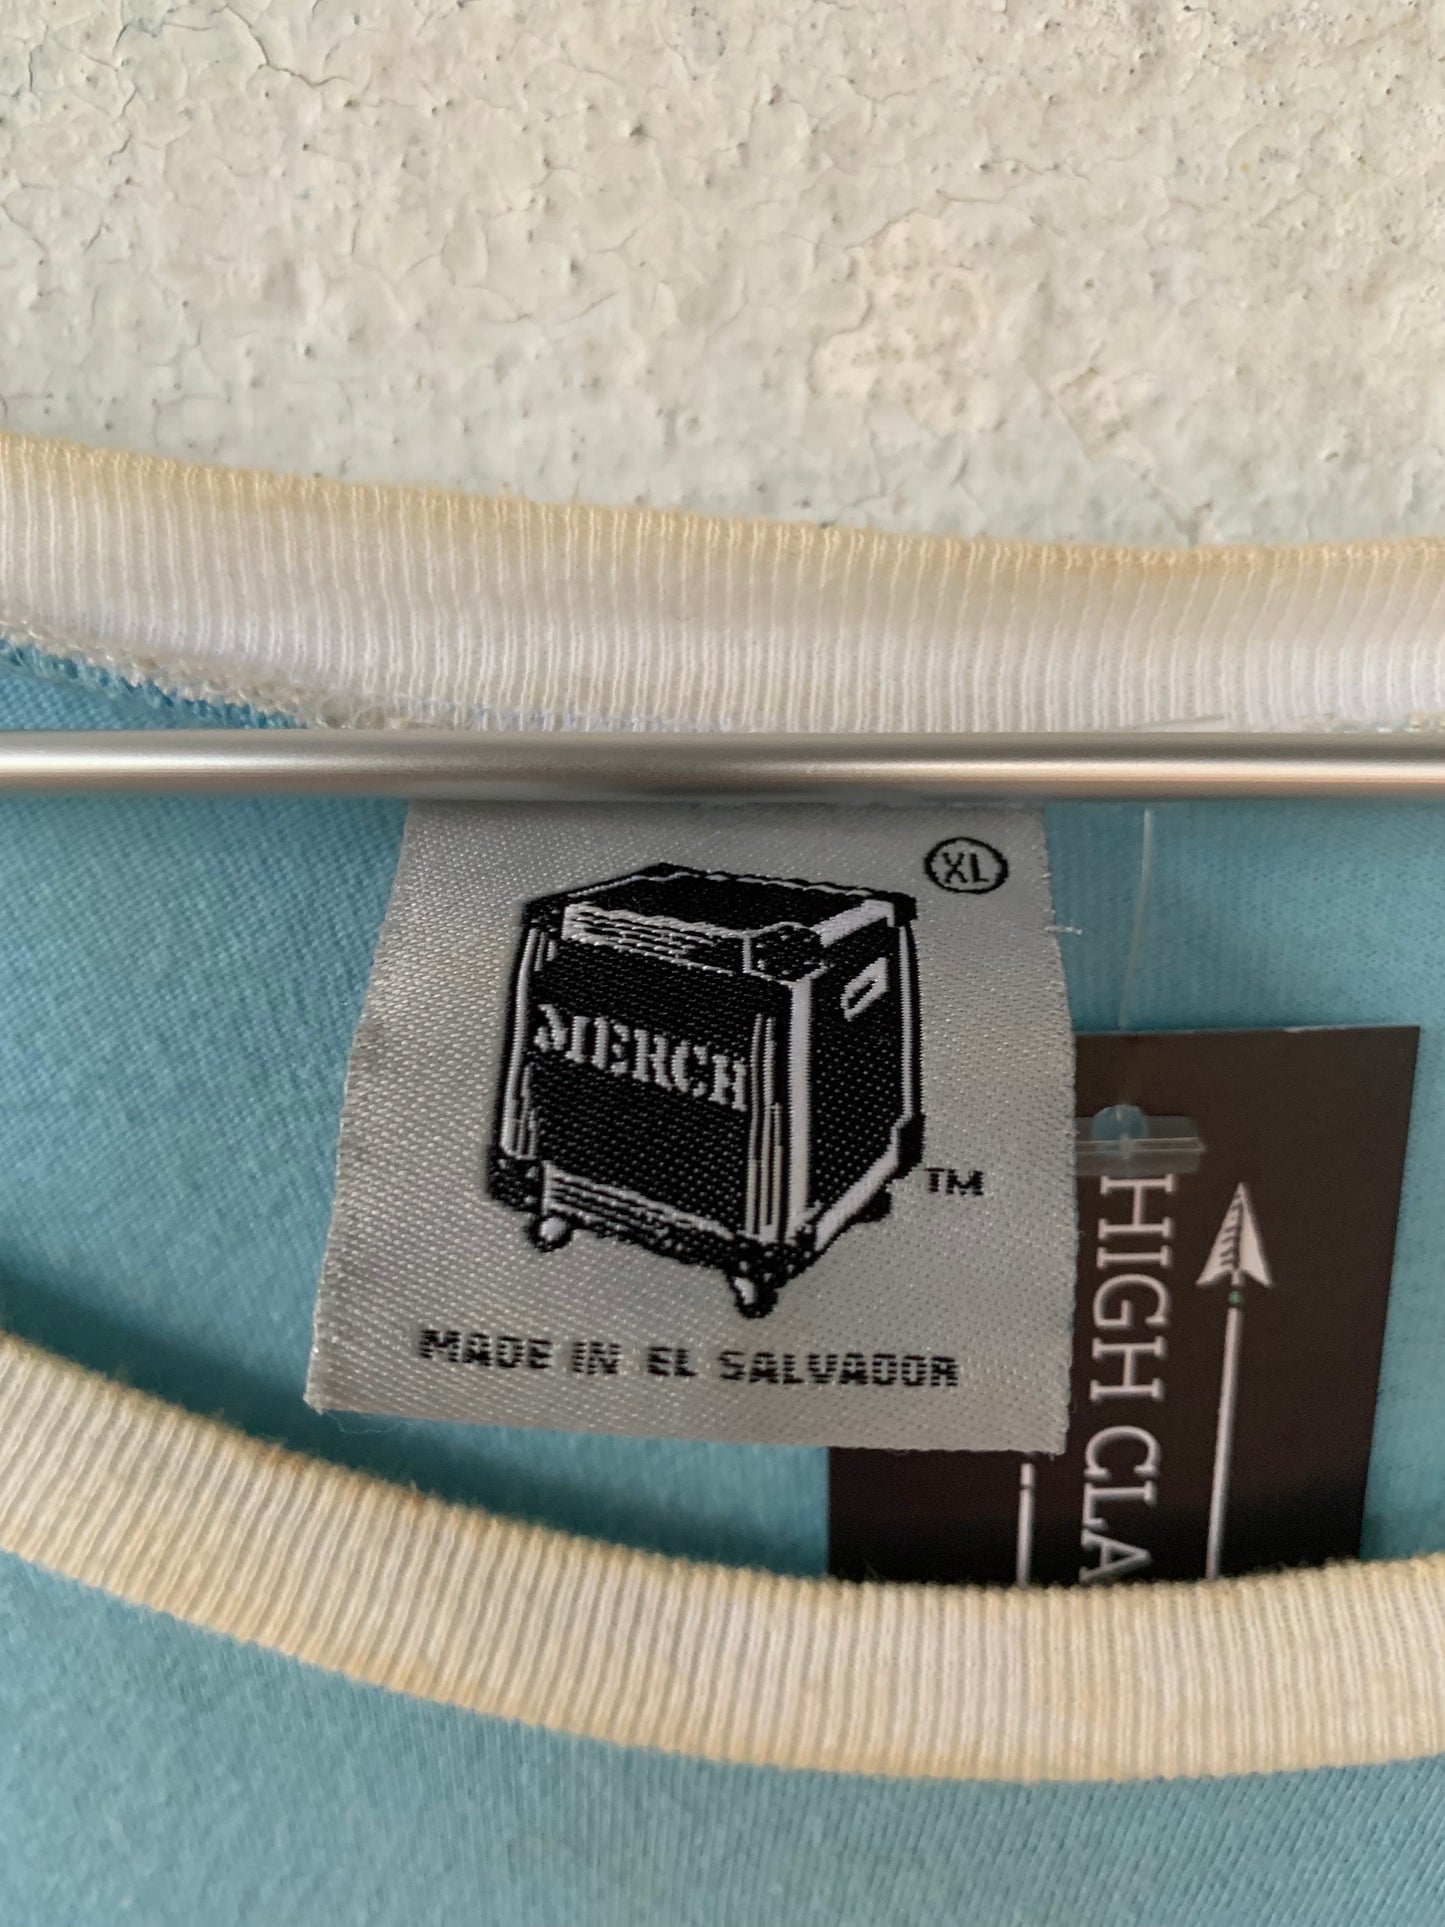 XL
MERCH
TM
MADE IN EL SALVADOR
HIGH CLA